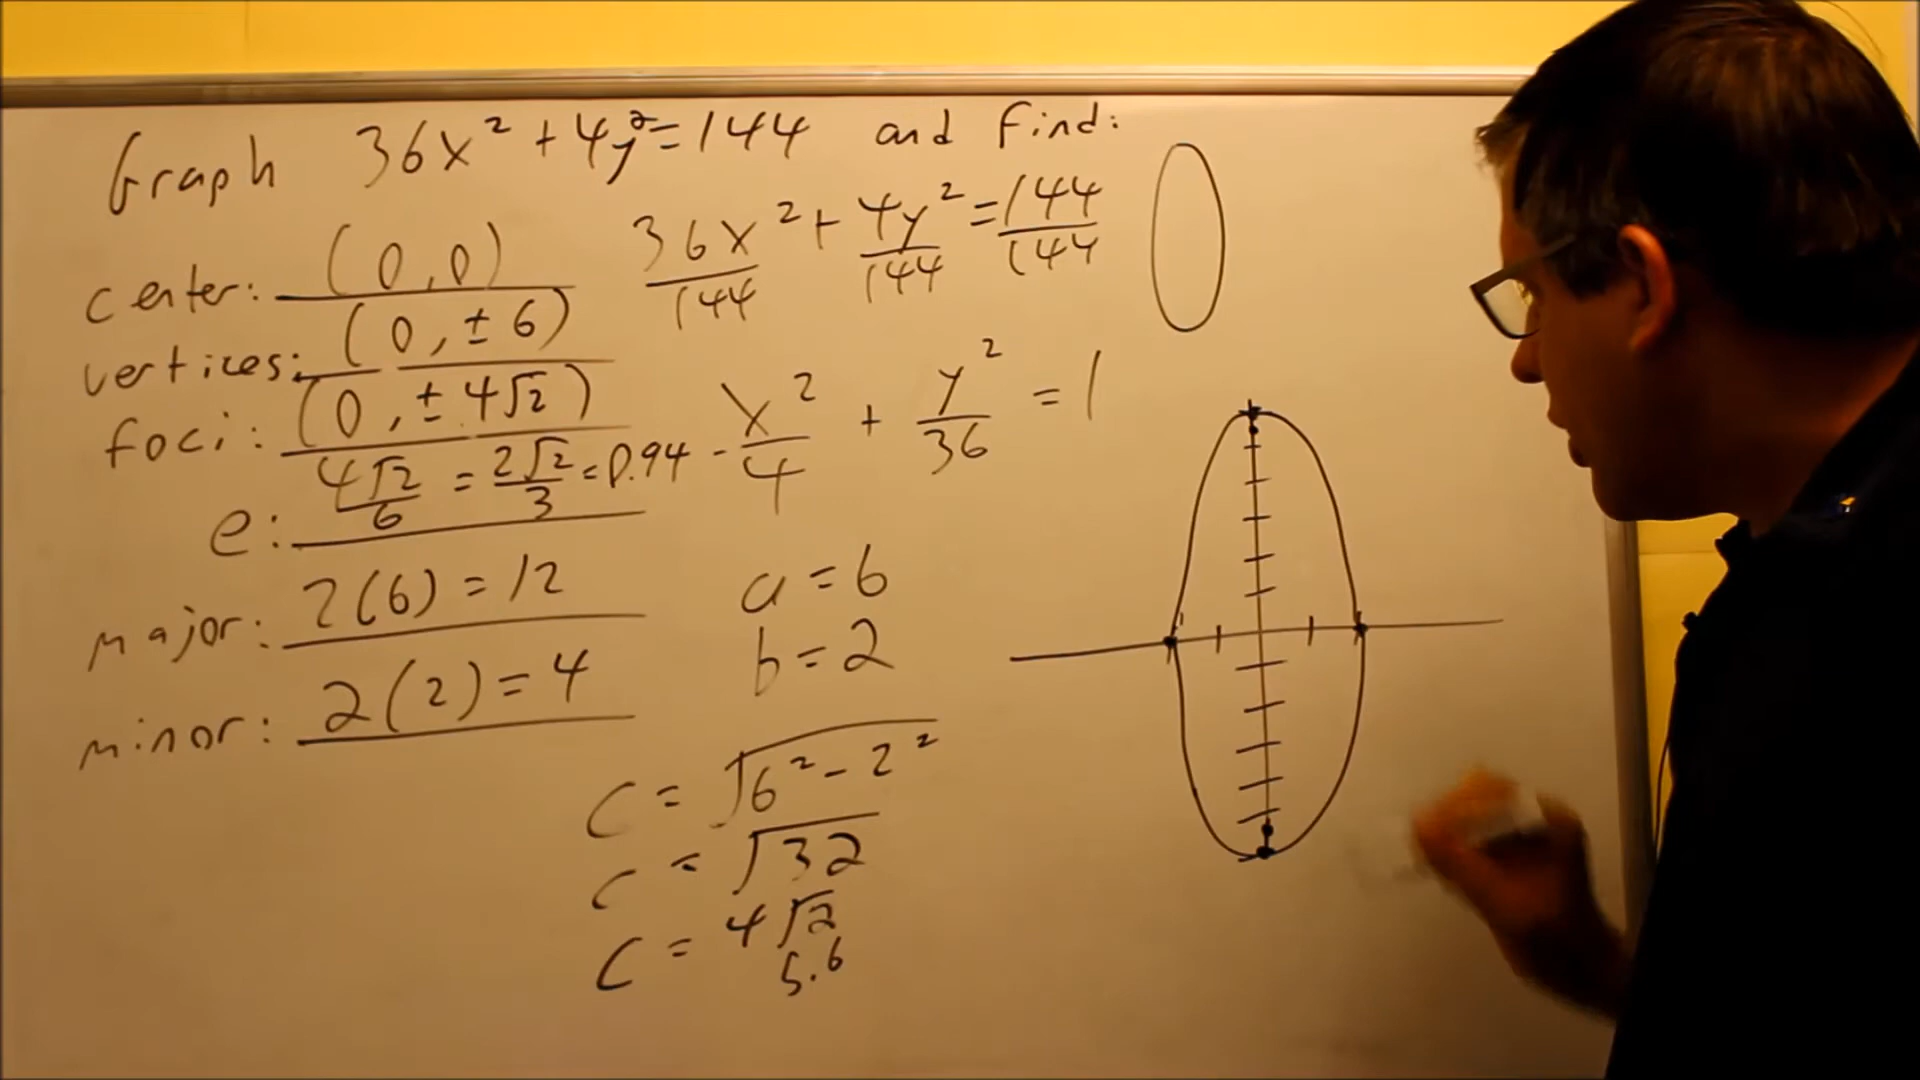 Graph 36x² + 4y² = 144 and find:
center: (0, 0)
vertices: (0, ± 6)
foci: (0, ± 4√2)
e: 4√2/6 = 2√2/3 = 0.94
major: 2(6) = 12
minor: 2(2) = 4
36x²/144 + 4y²/144 = 144/144
x²/4 + y²/36 = 1
a = 6
b = 2
c = √6² - 2²
c = √32
c = 4√2
5.6